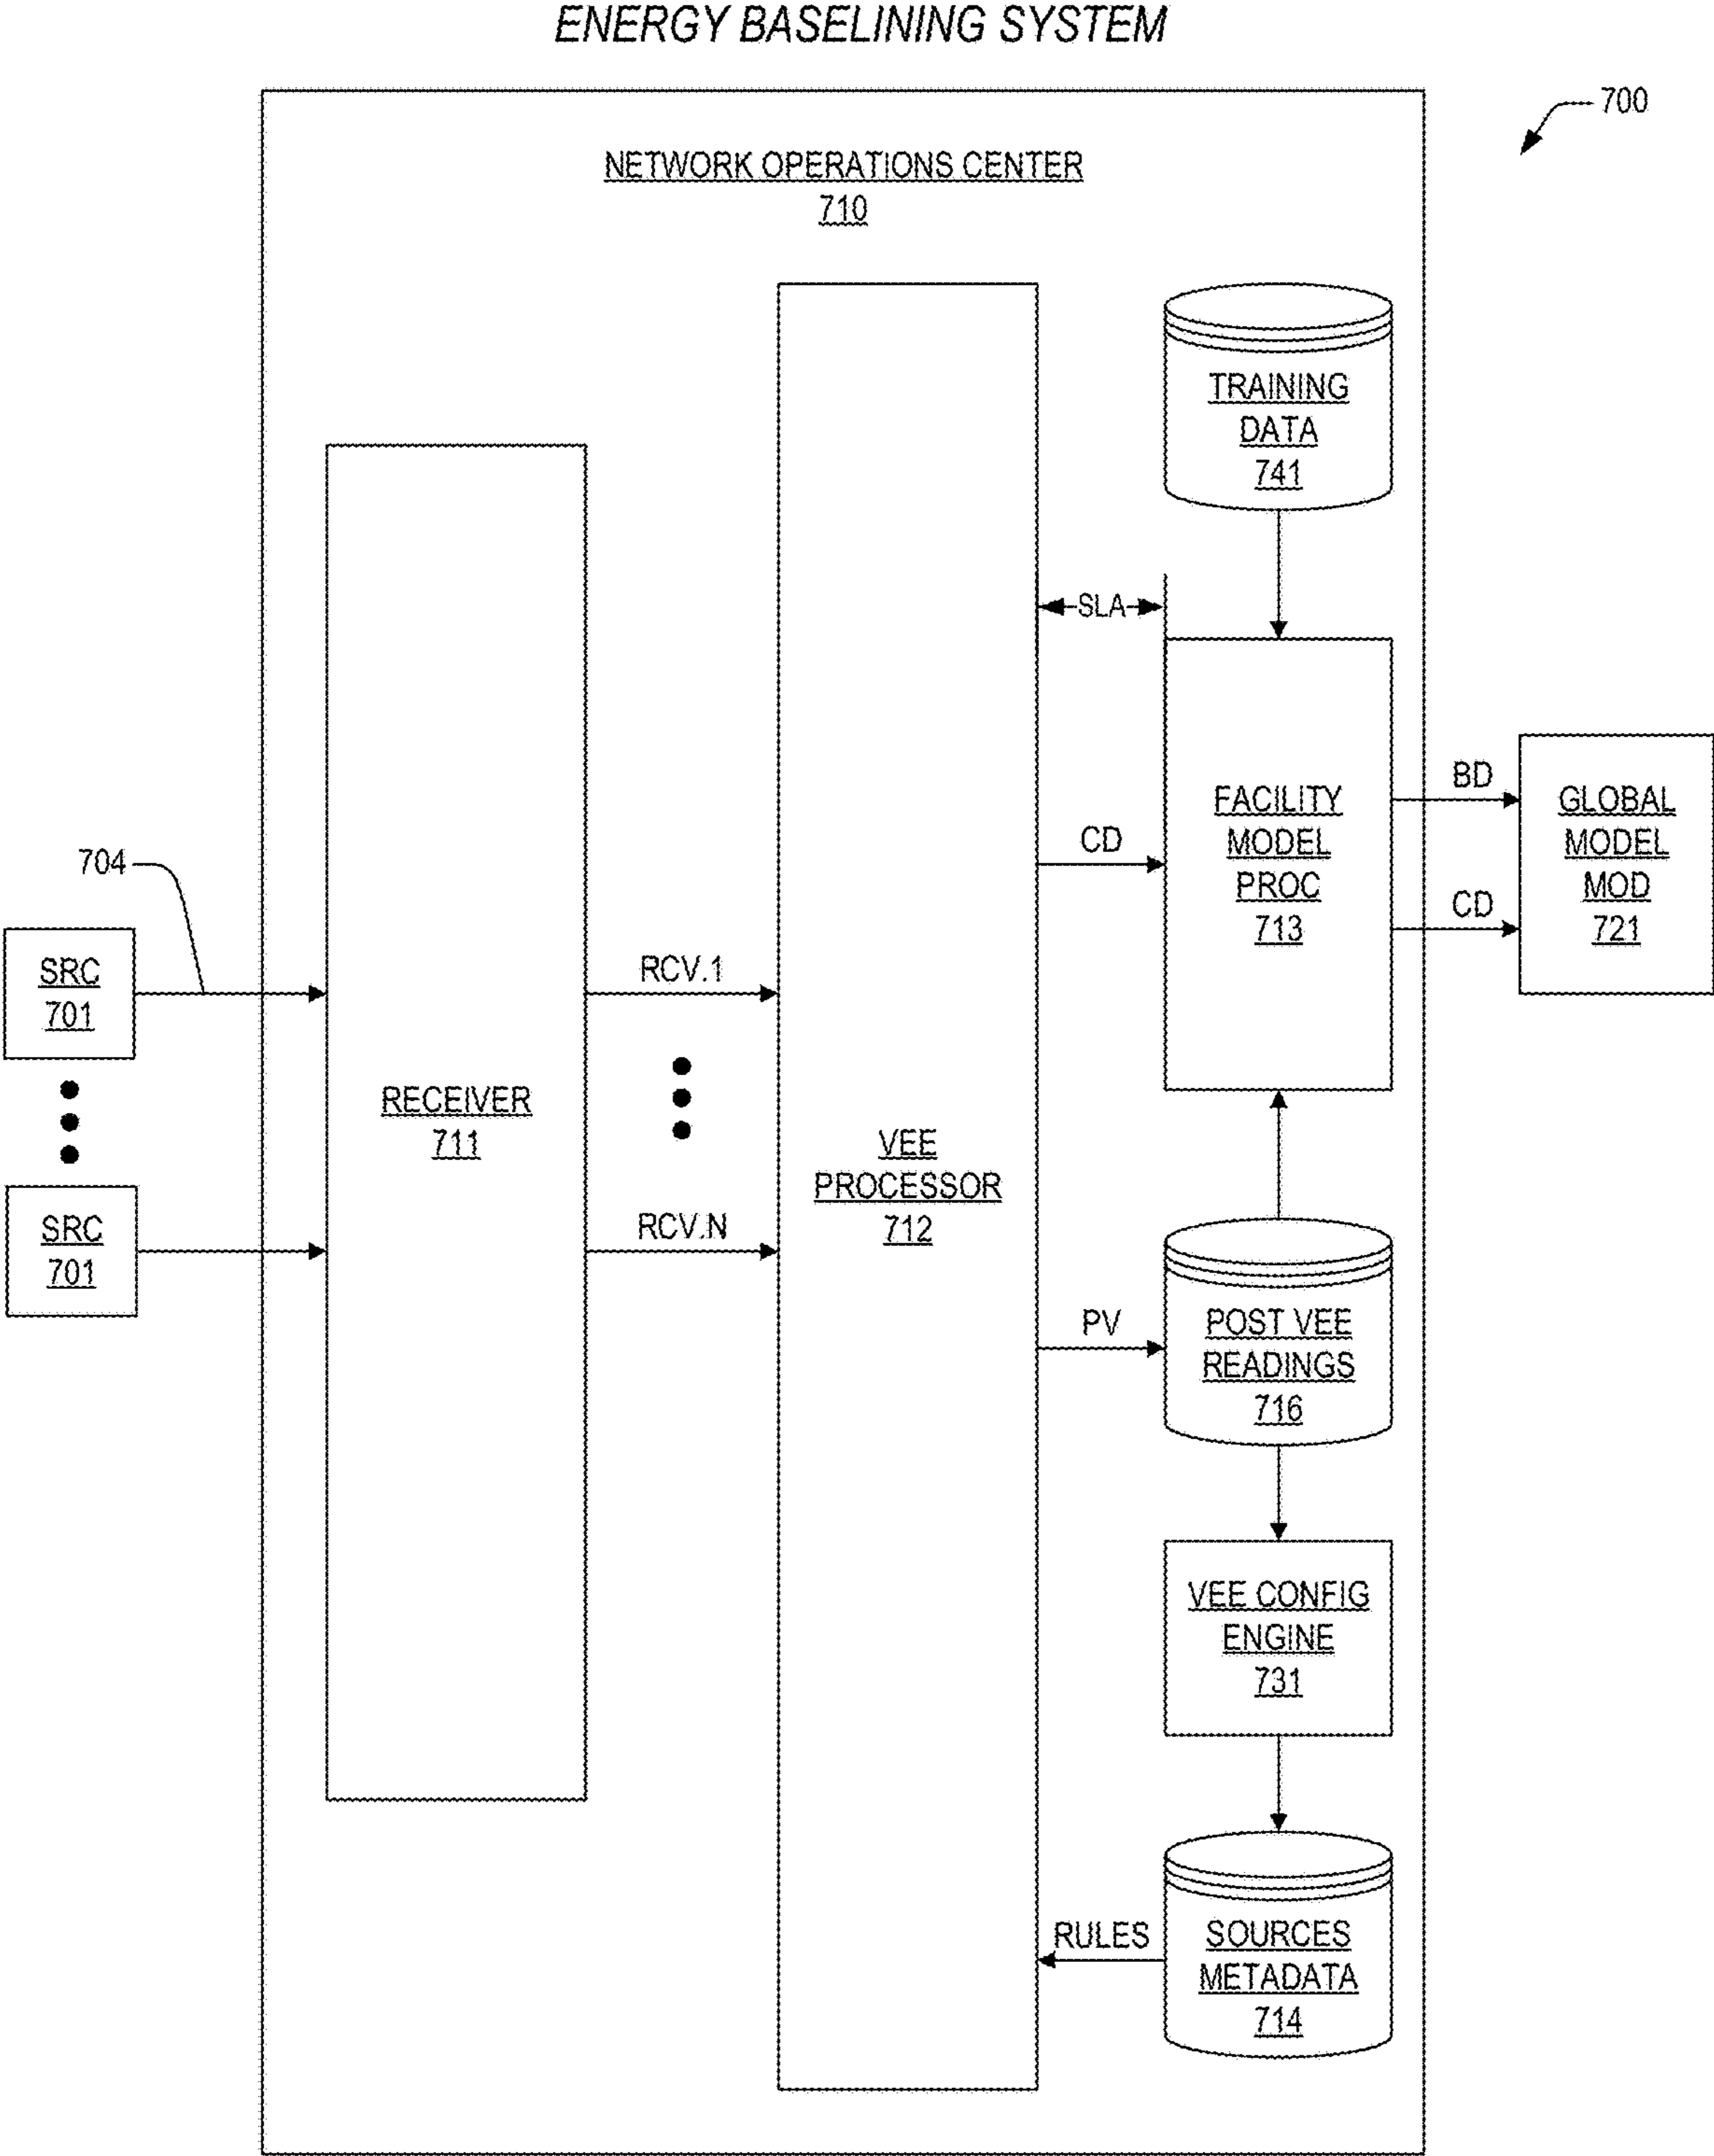 ENERGY BASELINING SYSTEM
700
NETWORK OPERATIONS CENTER
710
TRAINING
DATA
741
SLA
FACILITY
MODEL
PROC
713
BD
CD
GLOBAL
MODEL
MOD
721
CD
704
SRC
701
SRC
701
RECEIVER
711
RCV.1
RCV.N
VEE
PROCESSOR
712
PV
POST VEE
READINGS
716
VEE CONFIG
ENGINE
731
RULES
SOURCES
METADATA
714